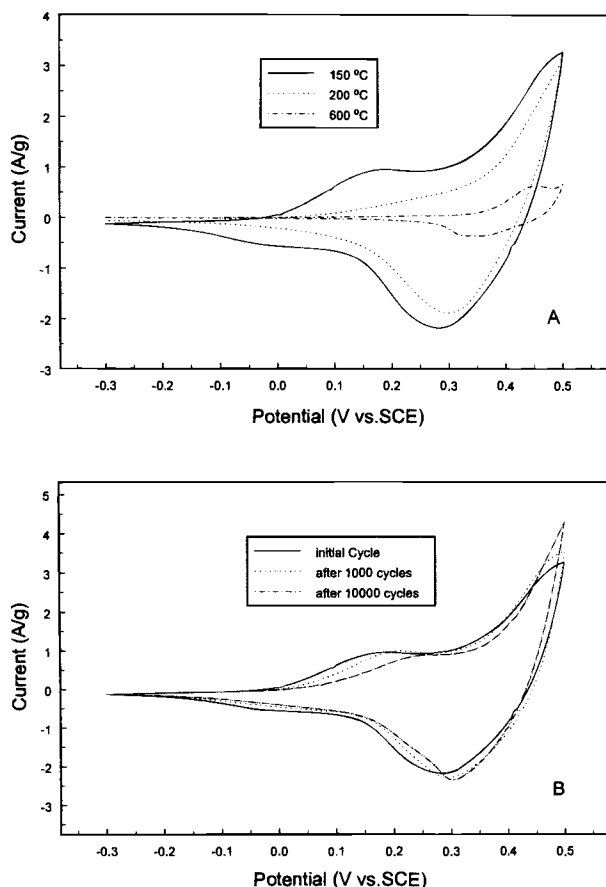 4
3
2
1
0
-1
-2
-3
Current (A/g)
150 °C
200 °C
600 °C
A
-0.3 -0.2 -0.1 0.0 0.1 0.2 0.3 0.4 0.5
Potential (V vs.SCE)
5
4
3
2
1
0
-1
-2
-3
Current (A/g)
initial Cycle
after 1000 cycles
after 10000 cycles
B
-0.3 -0.2 -0.1 0.0 0.1 0.2 0.3 0.4 0.5
Potential (V vs.SCE)